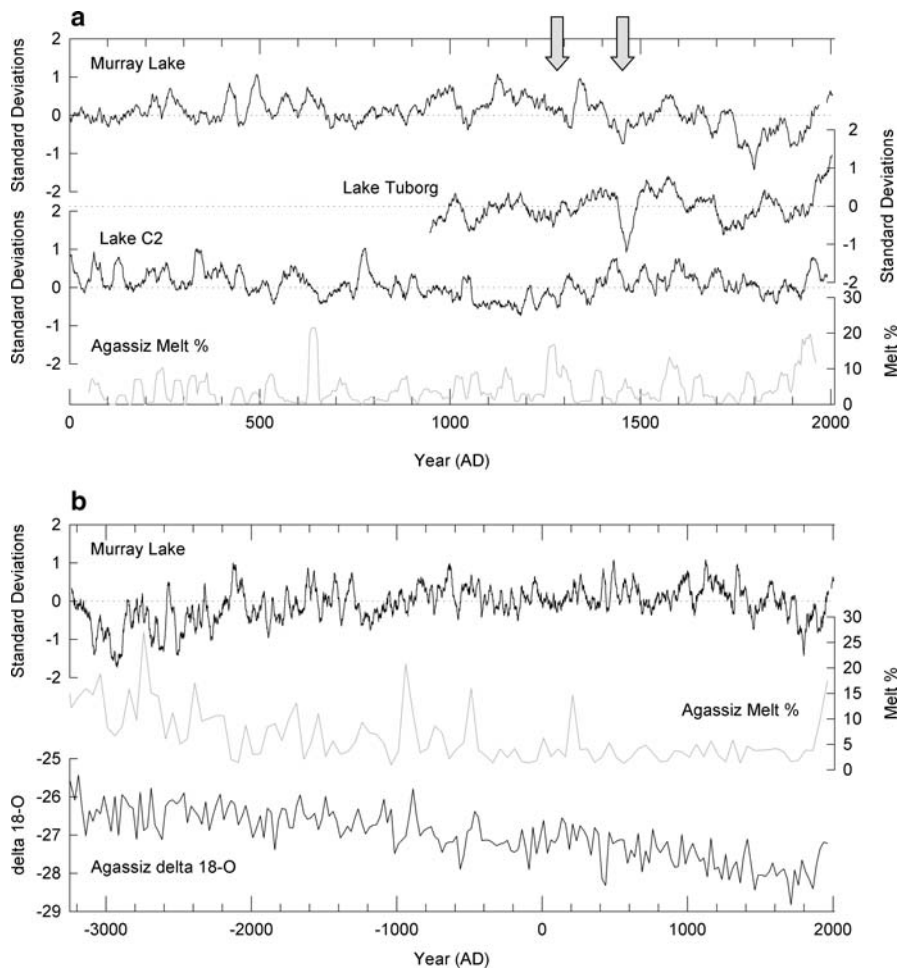 a
2
Murray Lake
1
0
-1
-2
Standard Deviations
2
1
0
-1
-2
Standard Deviations
Lake Tuborg
2
Lake C2
1
0
-1
-2
Standard Deviations
30
20
10
0
Melt %
Agassiz Melt %
0 500 1000 1500 2000
Year (AD)
b
2
Murray Lake
1
0
-1
-2
Standard Deviations
30
25
20
15
10
5
0
Melt %
Agassiz Melt %
-25
-26
-27
-28
-29
delta 18-O
Agassiz delta 18-O
-3000 -2000 -1000 0 1000 2000
Year (AD)